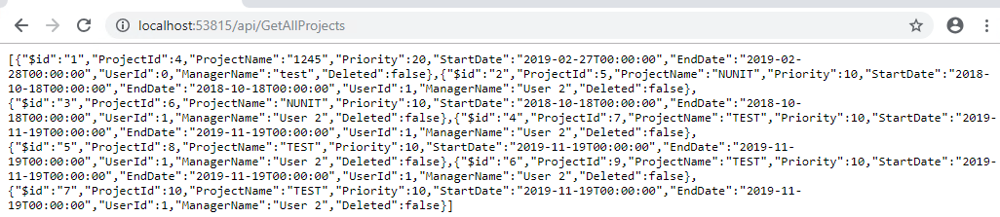 localhost:53815/api/GetAllProjects
[{"$id":"1","ProjectId":4,"ProjectName":"1245","Priority":20,"StartDate":"2019-02-27T00:00:00","EndDate":"2019-02-
28T00:00:00","UserId":0,"ManagerName":"test","Deleted":false},{"$id":"2","ProjectId":5,"ProjectName":"NUNIT","Priority":10,"StartDate":"2018-
10-18T00:00:00","EndDate":"2018-10-18T00:00:00","UserId":1,"ManagerName":"User 2","Deleted":false},
{"$id":"3","ProjectId":6,"ProjectName":"NUNIT","Priority":10,"StartDate":"2018-10-18T00:00:00","EndDate":"2018-10-
18T00:00:00","UserId":1,"ManagerName":"User 2","Deleted":false},{"$id":"4","ProjectId":7,"ProjectName":"TEST","Priority":10,"StartDate":"2019-
11-19T00:00:00","EndDate":"2019-11-19T00:00:00","UserId":1,"ManagerName":"User 2","Deleted":false},
{"$id":"5","ProjectId":8,"ProjectName":"TEST","Priority":10,"StartDate":"2019-11-19T00:00:00","EndDate":"2019-11-
19T00:00:00","UserId":1,"ManagerName":"User 2","Deleted":false},{"$id":"6","ProjectId":9,"ProjectName":"TEST","Priority":10,"StartDate":"2019-
11-19T00:00:00","EndDate":"2019-11-19T00:00:00","UserId":1,"ManagerName":"User 2","Deleted":false},
{"$id":"7","ProjectId":10,"ProjectName":"TEST","Priority":10,"StartDate":"2019-11-19T00:00:00","EndDate":"2019-11-
19T00:00:00","UserId":1,"ManagerName":"User 2","Deleted":false}]